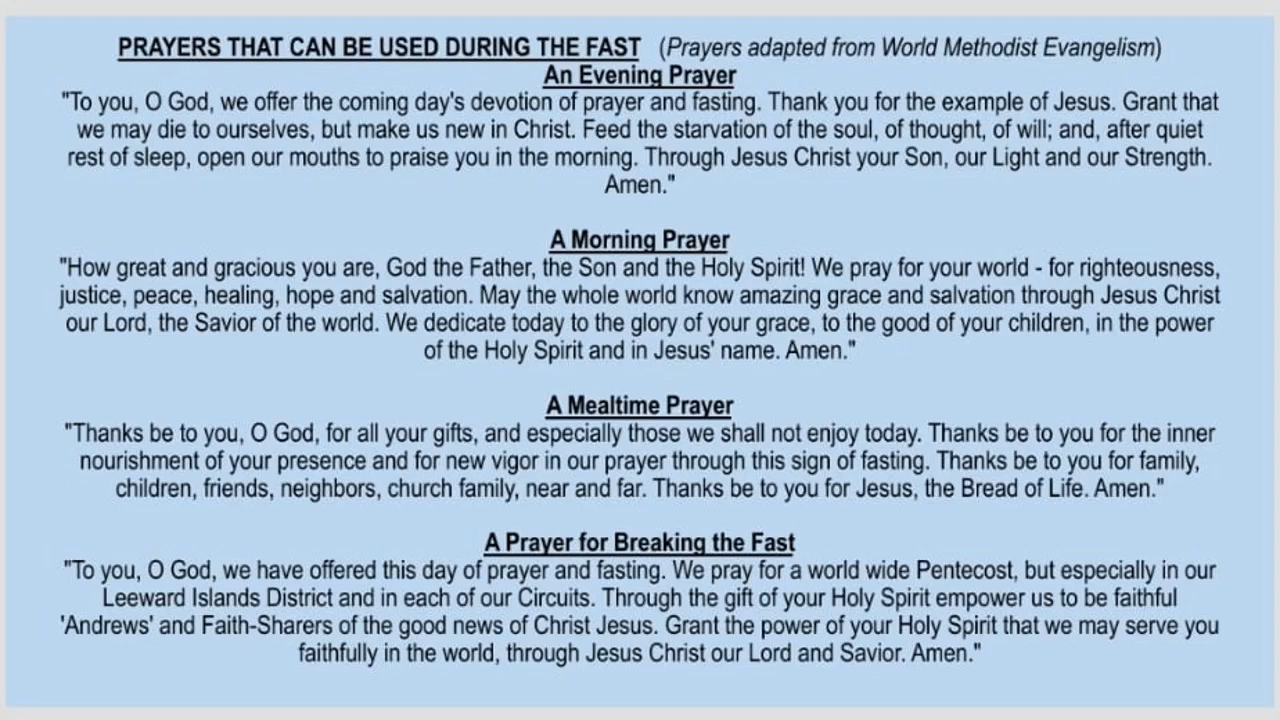 PRAYERS THAT CAN BE USED DURING THE FAST (Prayers adapted from World Methodist Evangelism)
An Evening Prayer
"To you, O God, we offer the coming day's devotion of prayer and fasting. Thank you for the example of Jesus. Grant that
we may die to ourselves, but make us new in Christ. Feed the starvation of the soul, of thought, of will; and, after quiet
rest of sleep, open our mouths to praise you in the morning. Through Jesus Christ your Son, our Light and our Strength.
Amen."
A Morning Prayer
"How great and gracious you are, God the Father, the Son and the Holy Spirit! We pray for your world - for righteousness,
justice, peace, healing, hope and salvation. May the whole world know amazing grace and salvation through Jesus Christ
our Lord, the Savior of the world. We dedicate today to the glory of your grace, to the good of your children, in the power
of the Holy Spirit and in Jesus' name. Amen."
A Mealtime Prayer
"Thanks be to you, O God, for all your gifts, and especially those we shall not enjoy today. Thanks be to you for the inner
nourishment of your presence and for new vigor in our prayer through this sign of fasting. Thanks be to you for family,
children, friends, neighbors, church family, near and far. Thanks be to you for Jesus, the Bread of Life. Amen."
A Prayer for Breaking the Fast
"To you, O God, we have offered this day of prayer and fasting. We pray for a world wide Pentecost, but especially in our
Leeward Islands District and in each of our Circuits. Through the gift of your Holy Spirit empower us to be faithful
'Andrews' and Faith-Sharers of the good news of Christ Jesus. Grant the power of your Holy Spirit that we may serve you
faithfully in the world, through Jesus Christ our Lord and Savior. Amen."